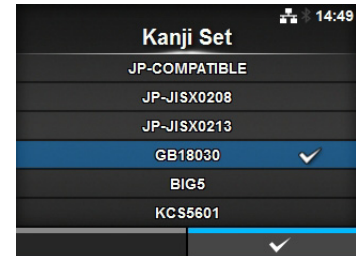 14:49
Kanji Set
JP-COMPATIBLE
JP-JISX0208
JP-JISX0213
GB18030
BIG5
KCS5601